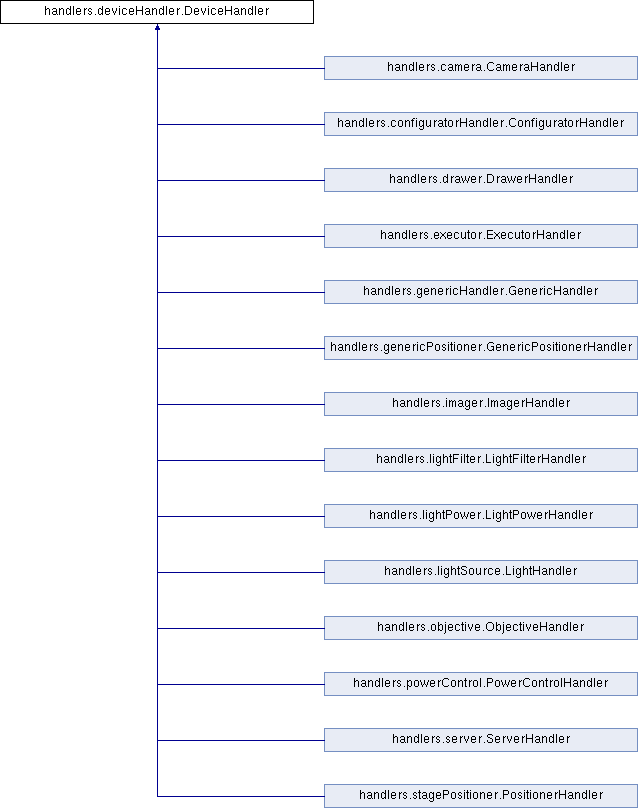 handlers.deviceHandler.DeviceHandler
handlers.camera.CameraHandler
handlers.configuratorHandler.ConfiguratorHandler
handlers.drawer.DrawerHandler
handlers.executor.ExecutorHandler
handlers.genericHandler.GenericHandler
handlers.genericPositioner.GenericPositionerHandler
handlers.imager.ImagerHandler
handlers.lightFilter.LightFilterHandler
handlers.lightPower.LightPowerHandler
handlers.lightSource.LightHandler
handlers.objective.ObjectiveHandler
handlers.powerControl.PowerControlHandler
handlers.server.ServerHandler
handlers.stagePositioner.PositionerHandler